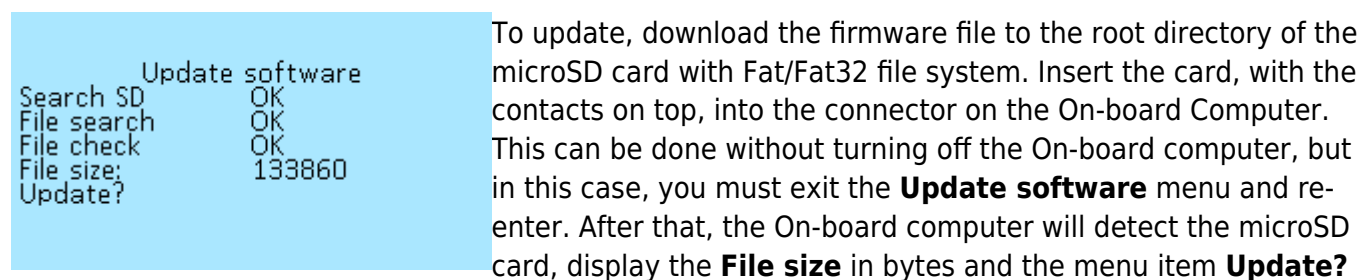 Update software
Search SD OK
File search OK
File check OK
File size: 133860
Update?
To update, download the firmware file to the root directory of the
microSD card with Fat/Fat32 file system. Insert the card, with the
contacts on top, into the connector on the On-board Computer.
This can be done without turning off the On-board computer, but
in this case, you must exit the Update software menu and re-
enter. After that, the On-board computer will detect the microSD
card, display the File size in bytes and the menu item Update?